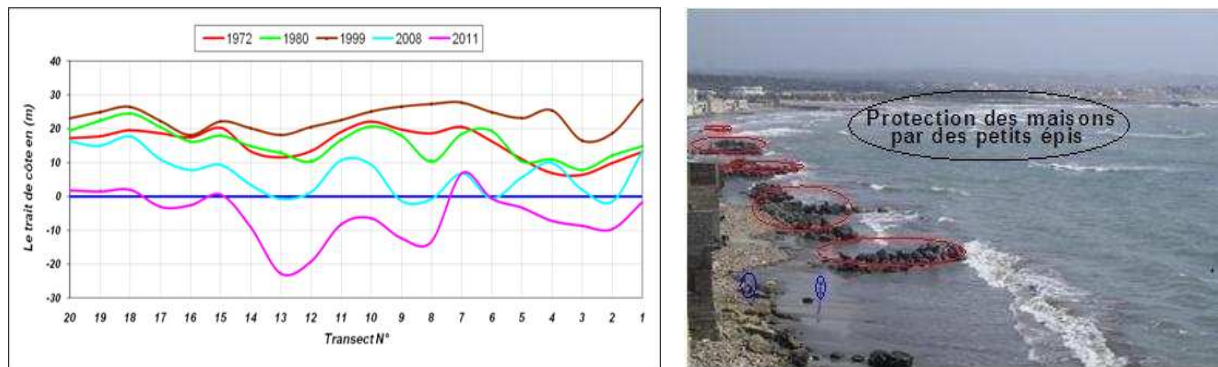 1972 1980 1999 2008 2011
40
30
20
10
0
-10
-20
-30
Le trait de côte en (m)
20 19 18 17 16 15 14 13 12 11 10 9 8 7 6 5 4 3 2 1
Transect N°
Protection des maisons
par des petits épis